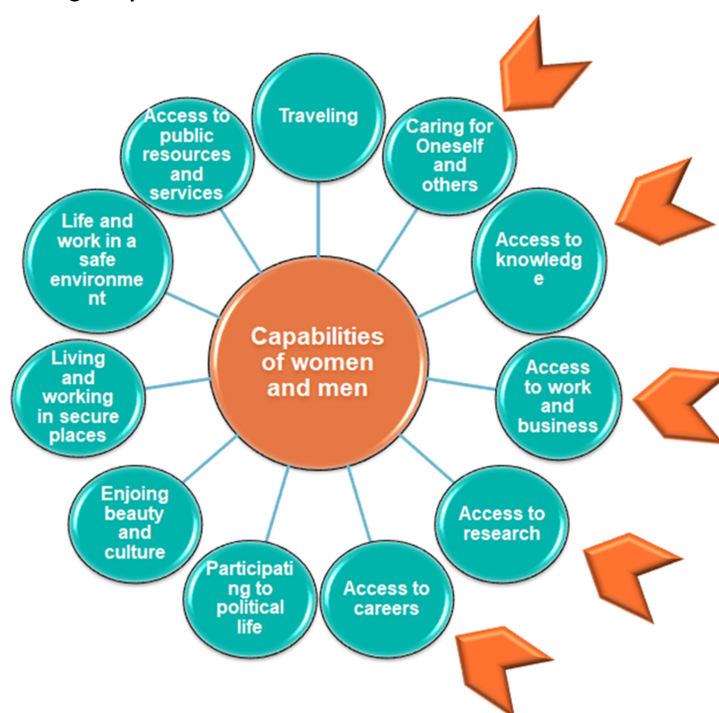 Traveling
Caring for
Oneself
and
others
Access to
knowledg
e
Access
to work
and
business
Access to
research
Access to
careers
Participati
ng to
political
life
Enjoing
beauty
and
culture
Living
and
working
in secure
places
Life and
work in a
safe
environme
nt
Access to
public
resources
and
services
Capabilities
of women
and men